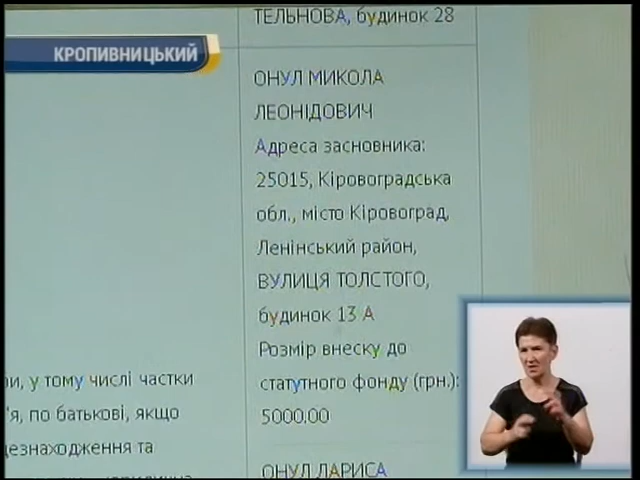 ТЕЛЬНОВА, будинок 28
КРОПИВНИЦЬКИЙ
ОНУЛ МИКОЛА
ЛЕОНІДОВИЧ
Адреса засновника:
25015, Кіровоградська
обл., місто Кіровоград,
Ленінський район,
ВУЛИЦЯ ТОЛСТОГО,
будинок 13 А
Розмір внеску до
статутного фонду (грн.):
5000.00
ОНУЛ ЛАРИСА
у тому числі частки
по батькові, якщо
та